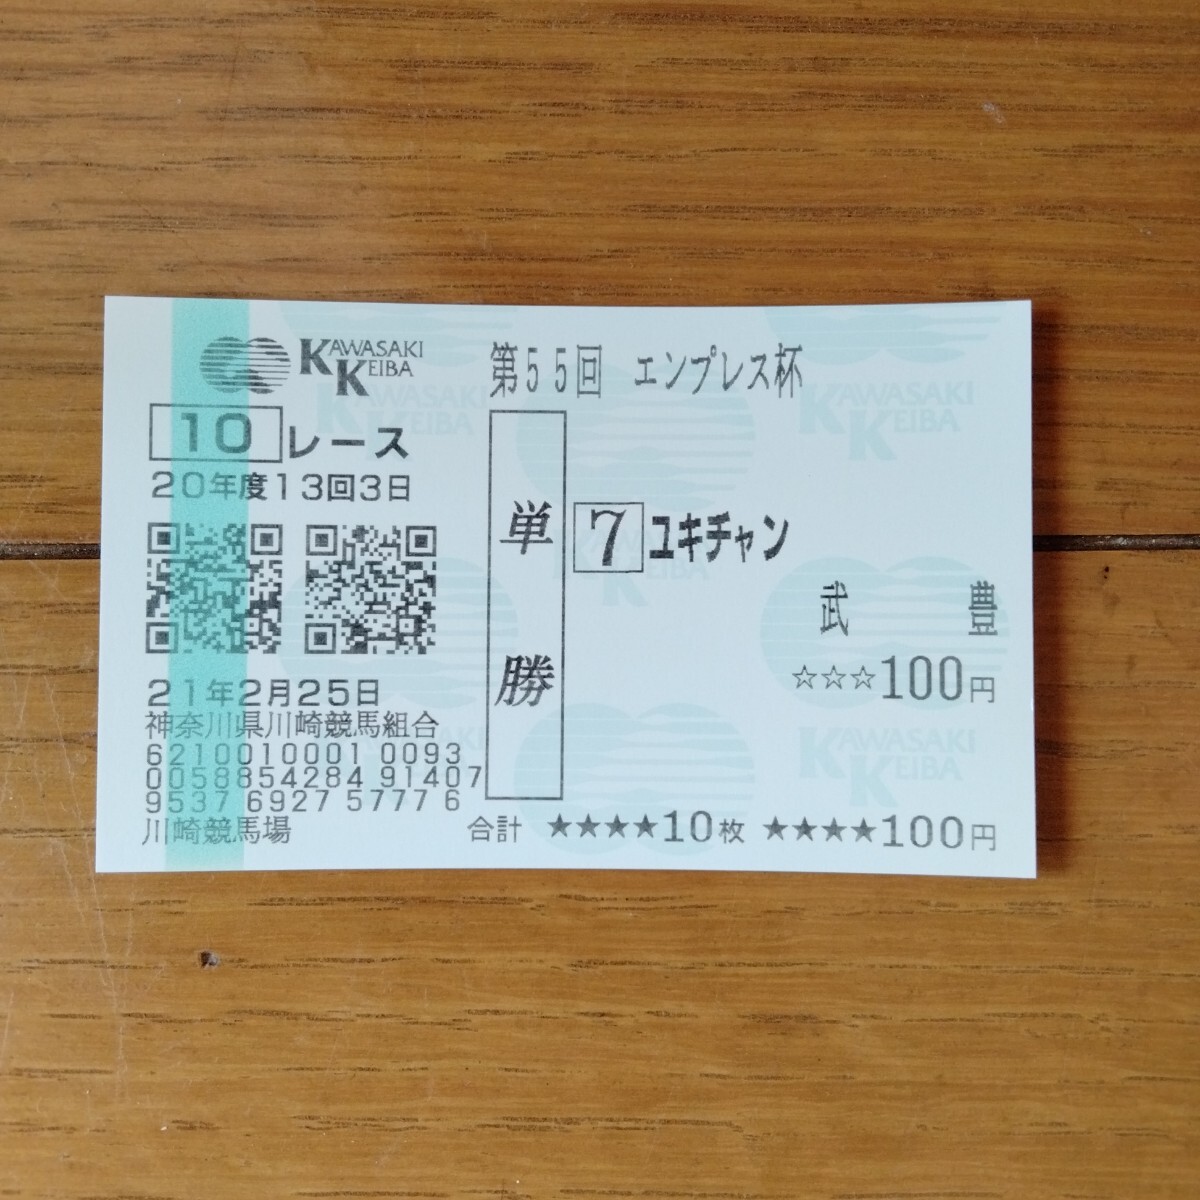 KAWASAKI KEIBA
第55回 エンプレス杯
10レース
20年度13回3日
単勝
7 ユキチャン
武 豊
☆☆☆100円
21年2月25日
神奈川県川崎競馬組合
6210010001 0093
0058854284 91407
9537 6927 5777 6
川崎競馬場
合計 ★★★★10枚 ★★★★100円